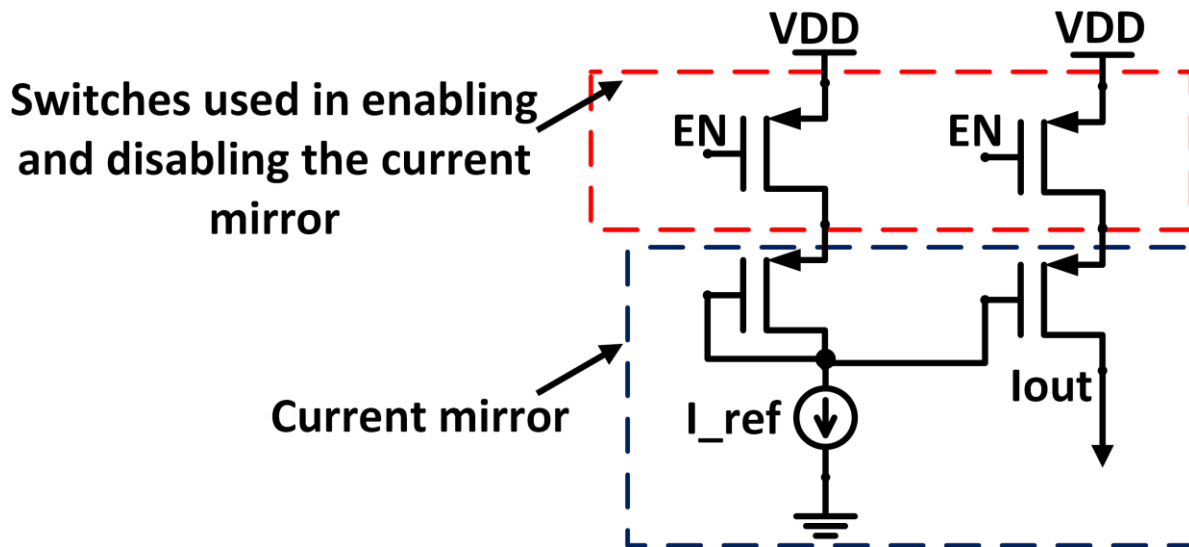 VDD
VDD
Switches used in enabling
and disabling the current
mirror
EN
EN
Current mirror
I_ref
Iout